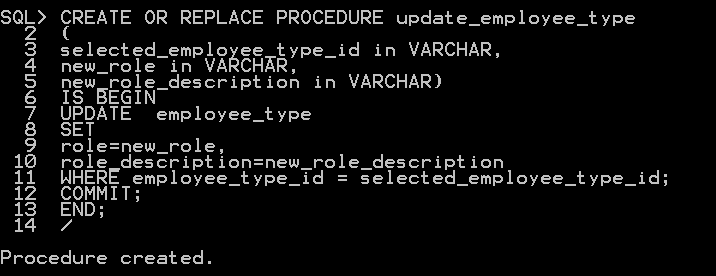 SQL> CREATE OR REPLACE PROCEDURE update_employee_type
2 (
3 selected_employee_type_id in VARCHAR,
4 new_role in VARCHAR,
5 new_role_description in VARCHAR)
6 IS BEGIN
7 UPDATE  employee_type
8 SET
9 role=new_role,
10 role_description=new_role_description
11 WHERE employee_type_id = selected_employee_type_id;
12 COMMIT;
13 END;
14 /
Procedure created.